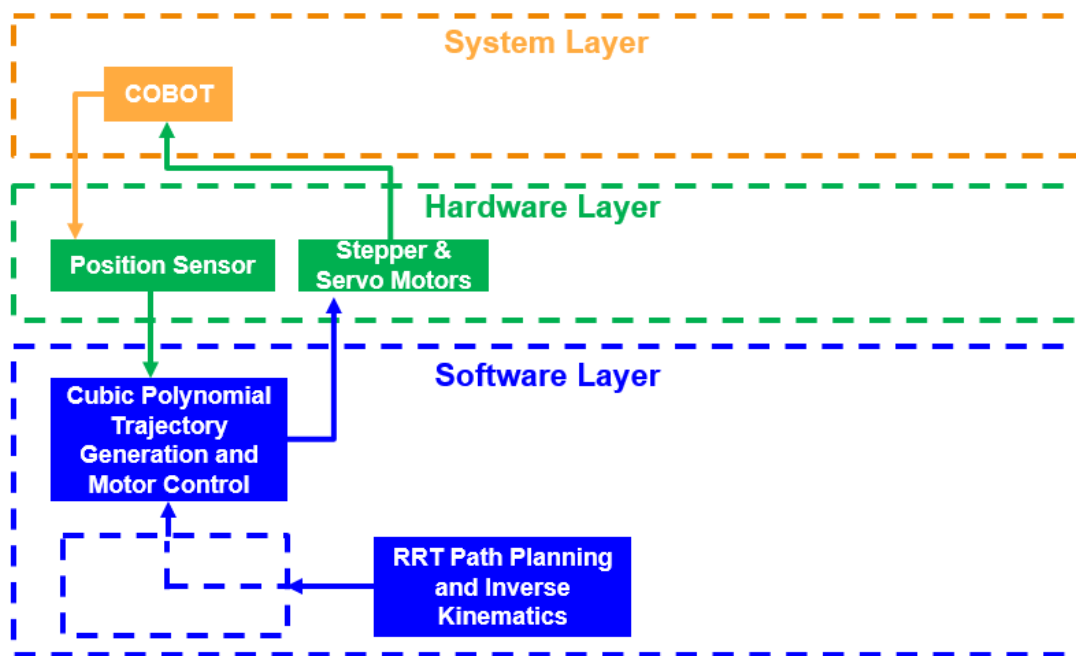 System Layer
COBOT
Hardware Layer
Position Sensor
Stepper &
Servo Motors
Software Layer
Cubic Polynomial
Trajectory
Generation and
Motor Control
RRT Path Planning
and Inverse
Kinematics